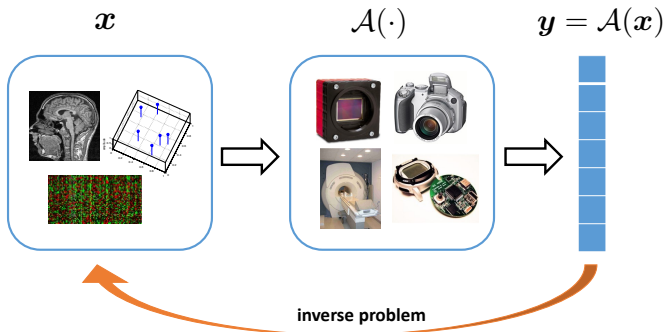 𝒙
𝒜(·)
𝒚 = 𝒜(𝒙)
inverse problem